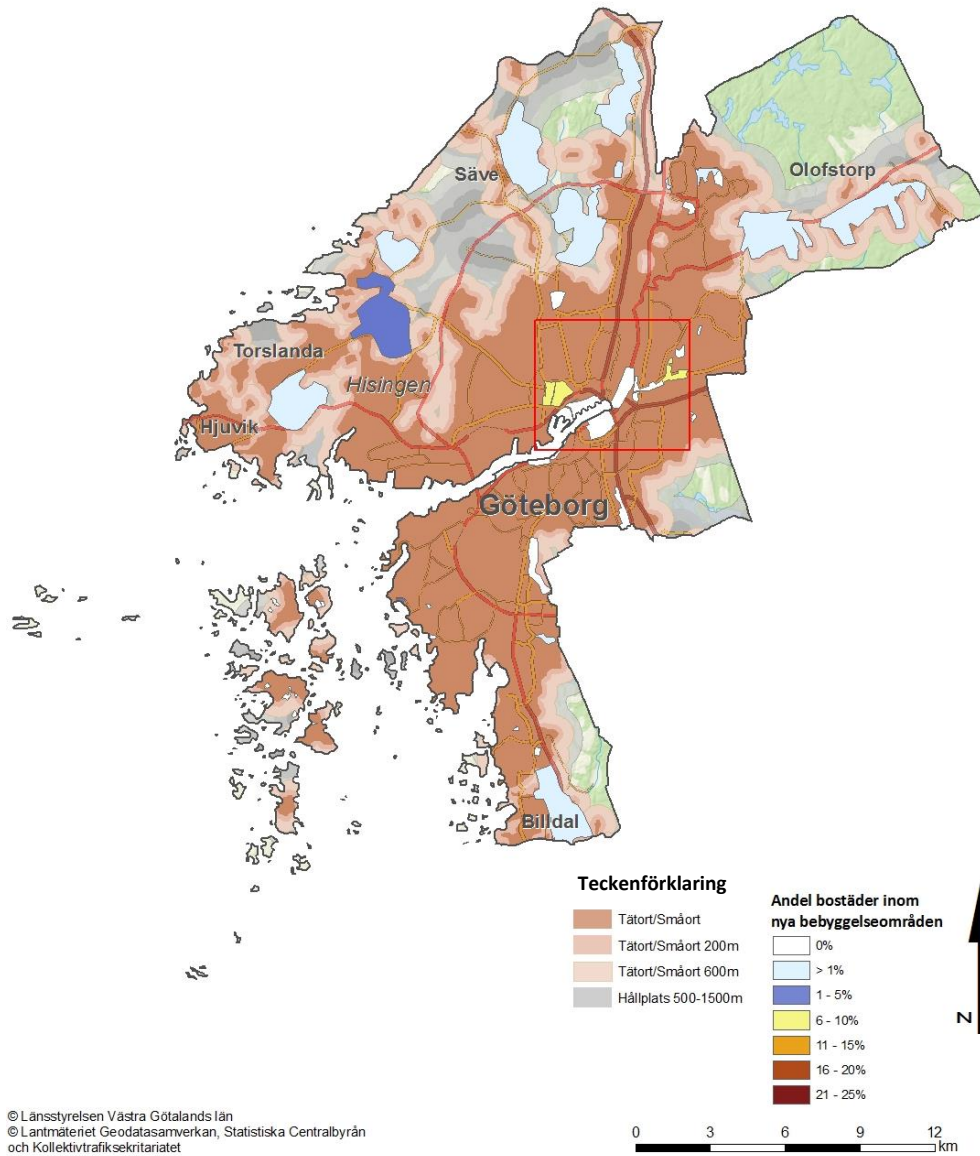 Olofstorp
Säve
Torslanda
Hisingen
Hjuvik
Göteborg
Billdal
Teckenförklaring
Tätort/Småort
Tätort/Småort 200m
Tätort/Småort 600m
Hållplats 500-1500m
Andel bostäder inom
nya bebyggelseområden
0%
> 1%
1 - 5%
6 - 10%
11 - 15%
16 - 20%
21 - 25%
N
© Länsstyrelsen Västra Götalands län
© Lantmäteriet Geodatasamverkan, Statistiska Centralbyrån
och Kollektivtrafiksekritariatet
0 3 6 9 12
km